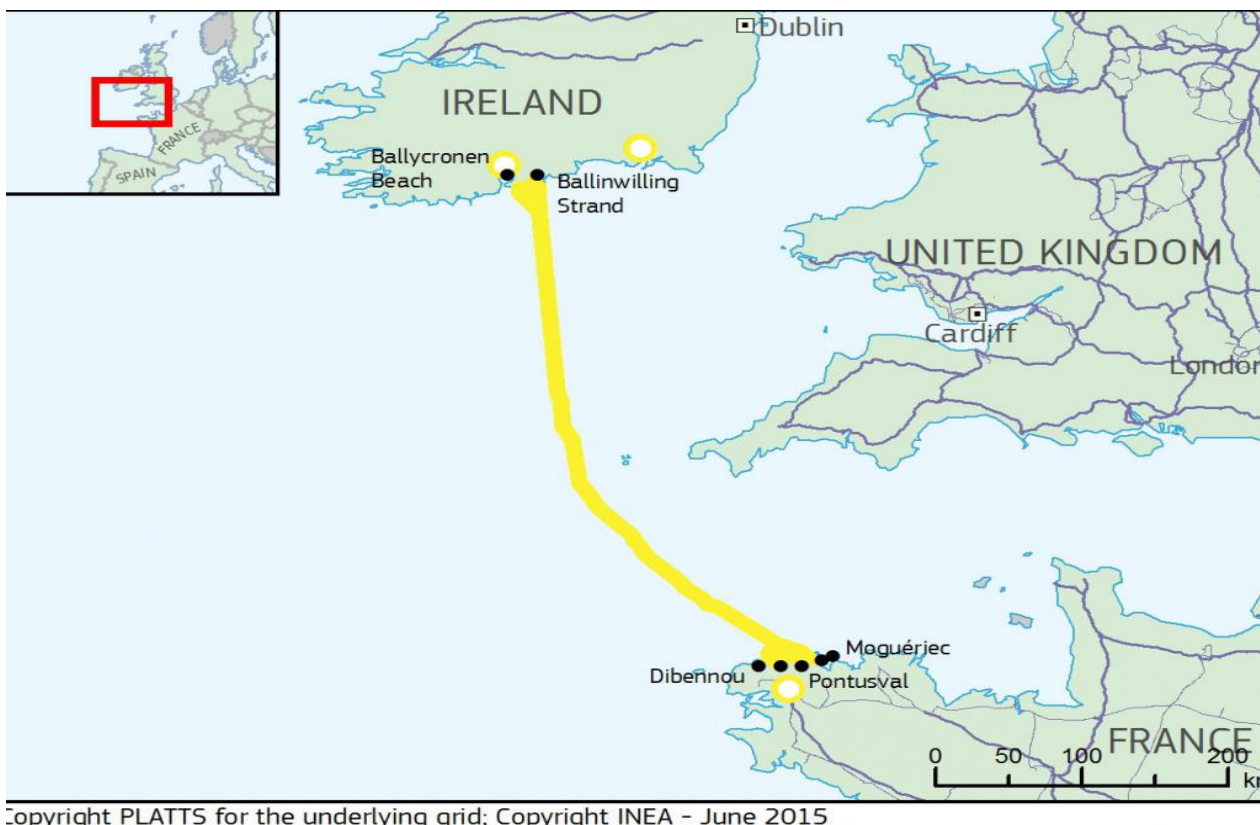 FRANCE
SPAIN
Dublin
IRELAND
Ballycronen
Beach
Ballinwilling
Strand
UNITED KINGDOM
Cardiff
London
Moguériec
Dibennou
Pontusval
FRANCE
0 50 100 200
km
Copyright PLATTS for the underlying grid; Copyright INEA - June 2015